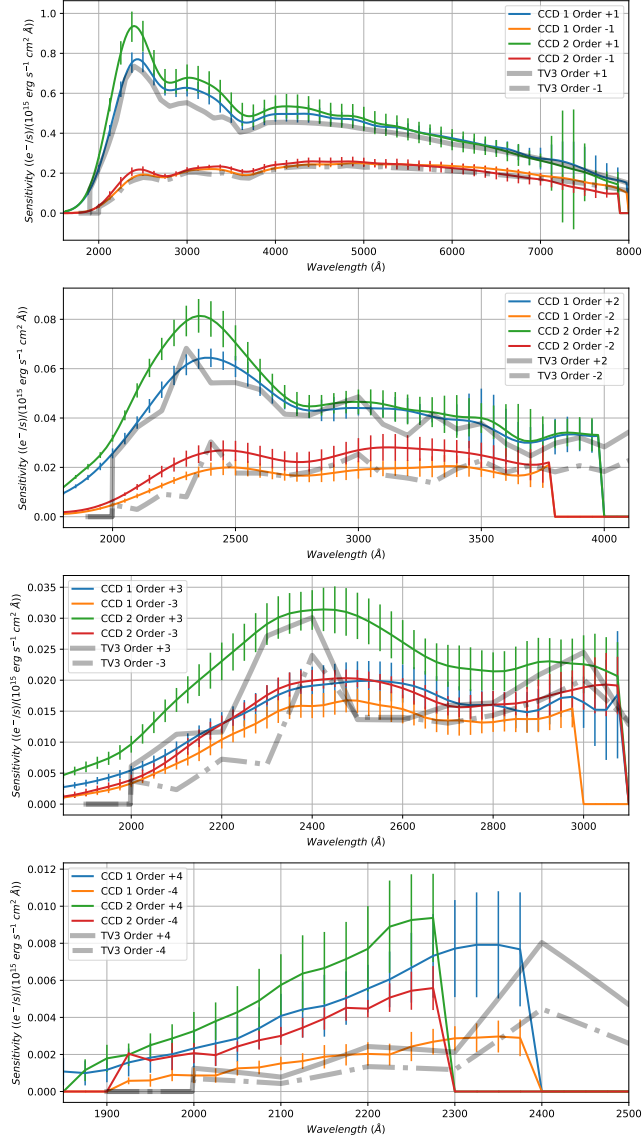 1.0
0.8
0.6
0.4
0.2
0.0
Sensitivity ((e⁻/s)/(10¹⁵ erg s⁻¹ cm² Å))
CCD 1 Order +1
CCD 1 Order -1
CCD 2 Order +1
CCD 2 Order -1
TV3 Order +1
TV3 Order -1
2000 3000 4000 5000 6000 7000 8000
Wavelength (Å)
0.08
0.06
0.04
0.02
0.00
Sensitivity ((e⁻/s)/(10¹⁵ erg s⁻¹ cm² Å))
CCD 1 Order +2
CCD 1 Order -2
CCD 2 Order +2
CCD 2 Order -2
TV3 Order +2
TV3 Order -2
2000 2500 3000 3500 4000
Wavelength (Å)
0.035
0.030
0.025
0.020
0.015
0.010
0.005
0.000
Sensitivity ((e⁻/s)/(10¹⁵ erg s⁻¹ cm² Å))
CCD 1 Order +3
CCD 1 Order -3
CCD 2 Order +3
CCD 2 Order -3
TV3 Order +3
TV3 Order -3
2000 2200 2400 2600 2800 3000
Wavelength (Å)
0.012
0.010
0.008
0.006
0.004
0.002
0.000
Sensitivity ((e⁻/s)/(10¹⁵ erg s⁻¹ cm² Å))
CCD 1 Order +4
CCD 1 Order -4
CCD 2 Order +4
CCD 2 Order -4
TV3 Order +4
TV3 Order -4
1900 2000 2100 2200 2300 2400 2500
Wavelength (Å)